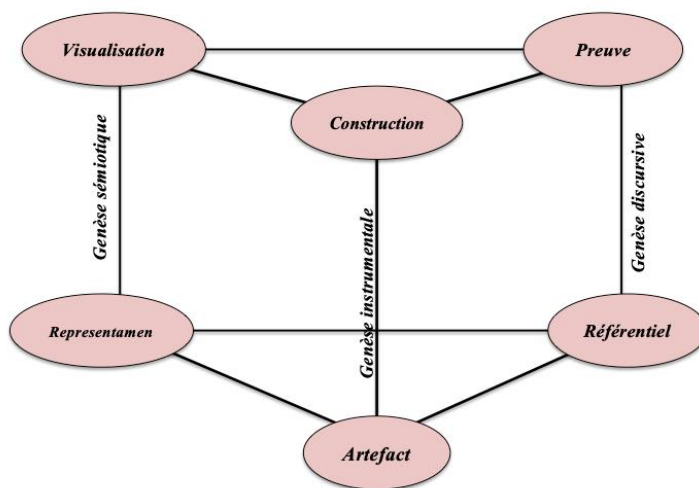 Visualisation
Preuve
Construction
Genèse sémiotique
Genèse instrumentale
Genèse discursive
Representamen
Référentiel
Artefact